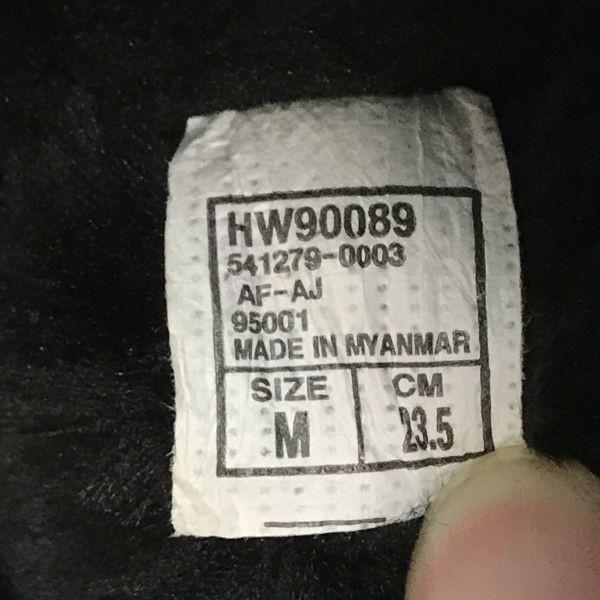 HW90089
541279-0003
AF-AJ
95001
MADE IN MYANMAR
SIZE CM
M 23.5